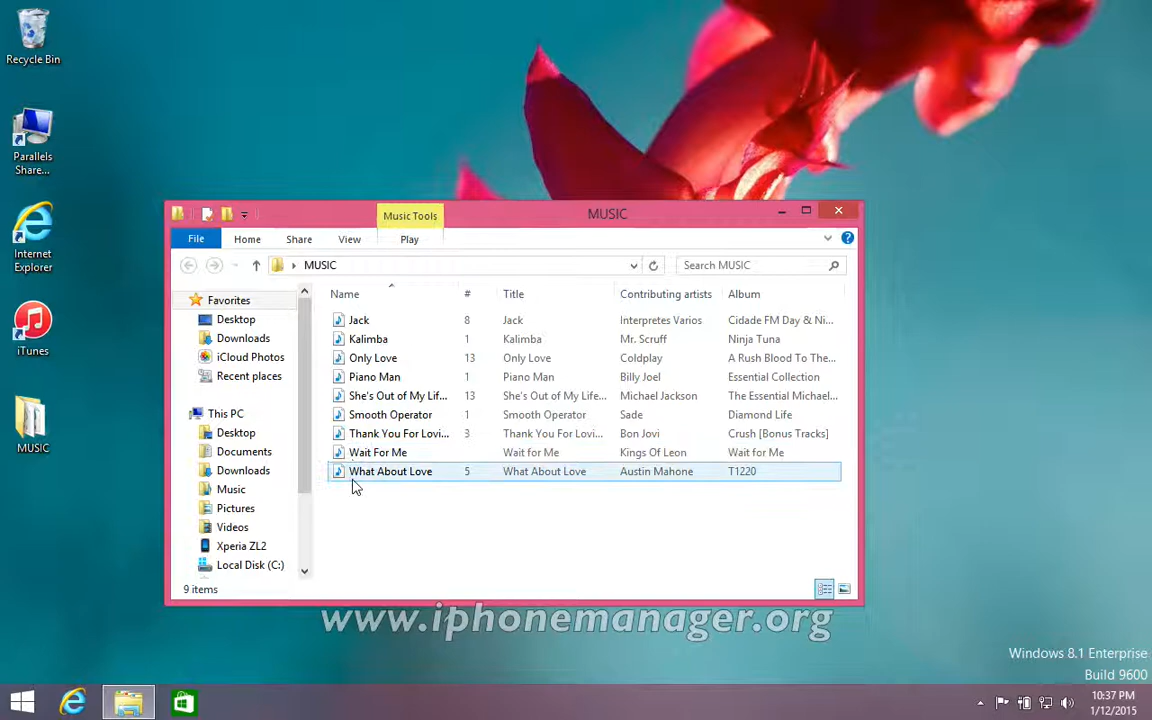 Recycle Bin
Parallels
Share...
Internet
Explorer
iTunes
MUSIC
Music Tools
MUSIC
File
Home
Share
View
Play
MUSIC
Search MUSIC
Favorites
Desktop
Downloads
iCloud Photos
Recent places
This PC
Desktop
Documents
Downloads
Music
Pictures
Videos
Xperia ZL2
Local Disk (C:)
Name # Title Contributing artists Album
Jack 8 Jack Interpretes Varios Cidade FM Day & Ni...
Kalimba 1 Kalimba Mr. Scruff Ninja Tuna
Only Love 13 Only Love Coldplay A Rush Blood To The...
Piano Man 1 Piano Man Billy Joel Essential Collection
She's Out of My Lif... 13 She's Out of My Life... Michael Jackson The Essential Michael...
Smooth Operator 1 Smooth Operator Sade Diamond Life
Thank You For Lovi... 3 Thank You For Lovi... Bon Jovi Crush [Bonus Tracks]
Wait For Me Wait for Me Kings Of Leon Wait for Me
What About Love 5 What About Love Austin Mahone T1220
9 items
www.iphonemanager.org
Windows 8.1 Enterprise
Build 9600
10:37 PM
1/12/2015